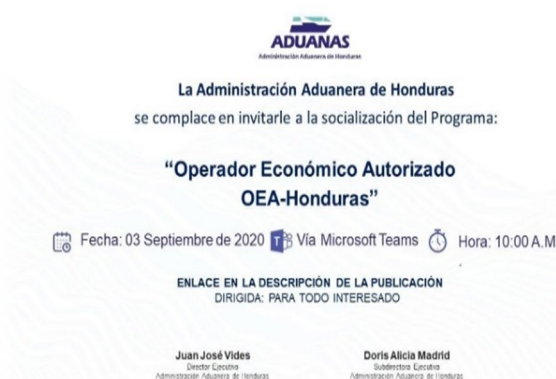 ADUANAS
Administración Aduanera de Honduras
La Administración Aduanera de Honduras
se complace en invitarle a la socialización del Programa:
“Operador Económico Autorizado
OEA-Honduras”
Fecha: 03 Septiembre de 2020 Vía Microsoft Teams Hora: 10:00 A.M
ENLACE EN LA DESCRIPCIÓN DE LA PUBLICACIÓN
DIRIGIDA: PARA TODO INTERESADO
Juan José Vides Doris Alicia Madrid
Director Ejecutivo Subdirectora Ejecutiva
Administración Aduanera de Honduras Administración Aduanera de Honduras